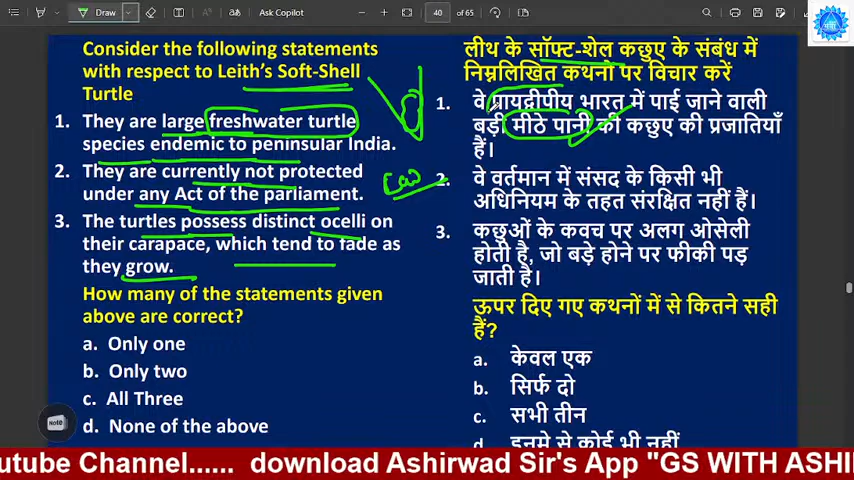 Draw
Ask Copilot
40
of 65
Consider the following statements
with respect to Leith's Soft-Shell
Turtle
1. They are large freshwater turtle
species endemic to peninsular India.
2. They are currently not protected
under any Act of the parliament.
3. The turtles possess distinct ocelli on
their carapace, which tend to fade as
they grow.
How many of the statements given
above are correct?
a. Only one
b. Only two
c. All Three
d. None of the above
लीथ के सॉफ्ट-शेल कछुए के संबंध में
निम्नलिखित कथनों पर विचार करें
1. वे प्रायद्वीपीय भारत में पाई जाने वाली
बड़ी मीठे पानी की कछुए की प्रजातियाँ
हैं।
2. वे वर्तमान में संसद के किसी भी
अधिनियम के तहत संरक्षित नहीं हैं।
3. कछुओं के कवच पर अलग ओसेली
होती है, जो बड़े होने पर फीकी पड़
जाती हैं।
ऊपर दिए गए कथनों में से कितने सही
हैं?
a. केवल एक
b. सिर्फ दो
c. सभी तीन
d. इनमे से कोई भी नहीं
utube Channel...... download Ashirwad Sir's App "GS WITH ASHI